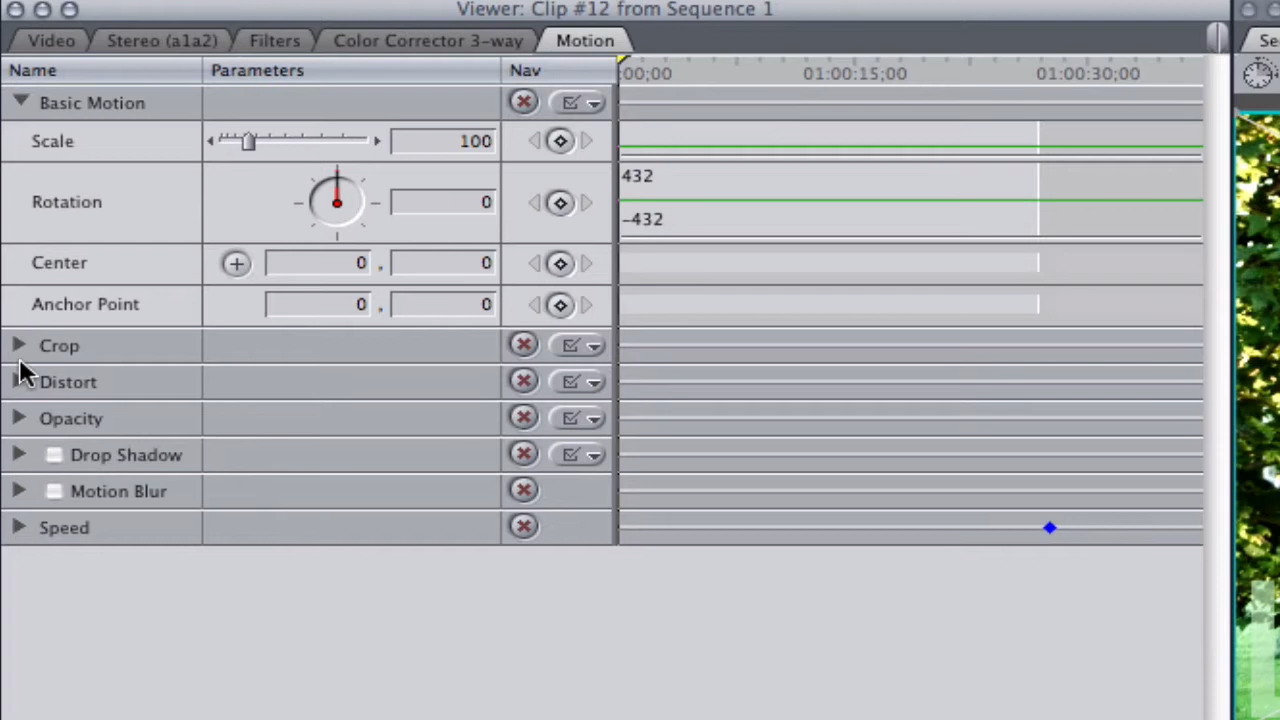 Viewer: Clip #12 from Sequence 1
Video Stereo (a1a2) Filters Color Corrector 3-way Motion Se
Name Parameters Nav :00;00 01:00:15;00 01:00:30;00
Basic Motion
Scale 100
Rotation 0 432
-432
Center 0 , 0
Anchor Point 0 , 0
Crop
Distort
Opacity
Drop Shadow
Motion Blur
Speed